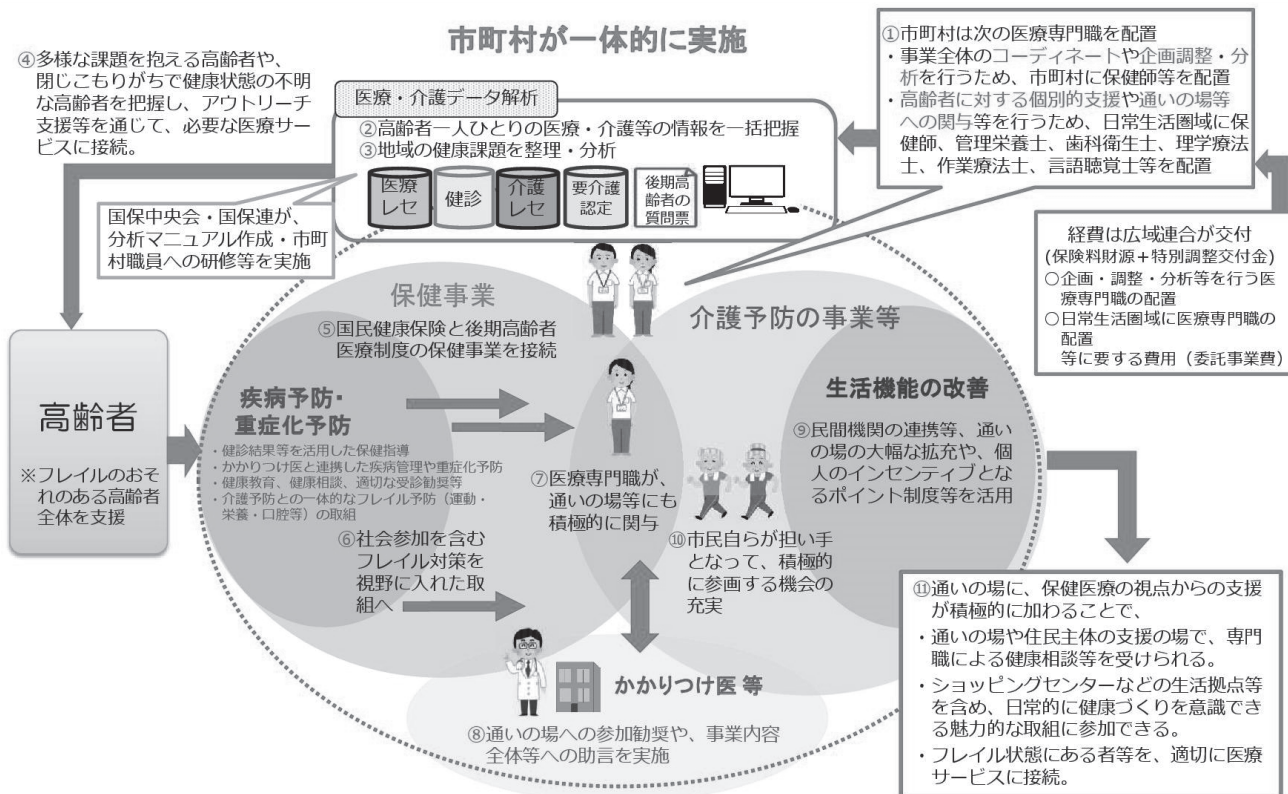 市町村が一体的に実施
④多様な課題を抱える高齢者や、
閉じこもりがちで健康状態の不明
な高齢者を把握し、アウトリーチ
支援等を通じて、必要な医療サー
ビスに接続。
医療・介護データ解析
②高齢者一人ひとりの医療・介護等の情報を一括把握
③地域の健康課題を整理・分析
医療
レセ
健診
介護
レセ
要介護
認定
後期高
齢者の
質問票
①市町村は次の医療専門職を配置
・事業全体のコーディネートや企画調整・分
析を行うため、市町村に保健師等を配置
・高齢者に対する個別的支援や通いの場等
への関与等を行うため、日常生活圏域に保
健師、管理栄養士、歯科衛生士、理学療法
士、作業療法士、言語聴覚士等を配置
国保中央会・国保連が、
分析マニュアル作成・市町
村職員への研修等を実施
経費は広域連合が交付
(保険料財源＋特別調整交付金)
○企画・調整・分析等を行う医
療専門職の配置
○日常生活圏域に医療専門職の
配置
等に要する費用（委託事業費）
高齢者
※フレイルのおそ
れのある高齢者
全体を支援
保健事業
⑤国民健康保険と後期高齢者
医療制度の保健事業を接続
疾病予防・
重症化予防
・健診結果等を活用した保健指導
・かかりつけ医と連携した疾病管理や重症化予防
・健康教育、健康相談、適切な受診勧奨等
・介護予防との一体的なフレイル予防（運動・
栄養・口腔等）の取組
⑥社会参加を含む
フレイル対策を
視野に入れた取
組へ
⑦医療専門職が、
通いの場等にも
積極的に関与
介護予防の事業等
生活機能の改善
⑨民間機関の連携等、通い
の場の大幅な拡充や、個
人のインセンティブとな
るポイント制度等を活用
⑩市民自らが担い手
となって、積極的
に参画する機会の
充実
かかりつけ医 等
⑧通いの場への参加勧奨や、事業内容
全体等への助言を実施
⑪通いの場に、保健医療の視点からの支援
が積極的に加わることで、
・通いの場や住民主体の支援の場で、専門
職による健康相談等を受けられる。
・ショッピングセンターなどの生活拠点等
を含め、日常的に健康づくりを意識でき
る魅力的な取組に参加できる。
・フレイル状態にある者等を、適切に医療
サービスに接続。